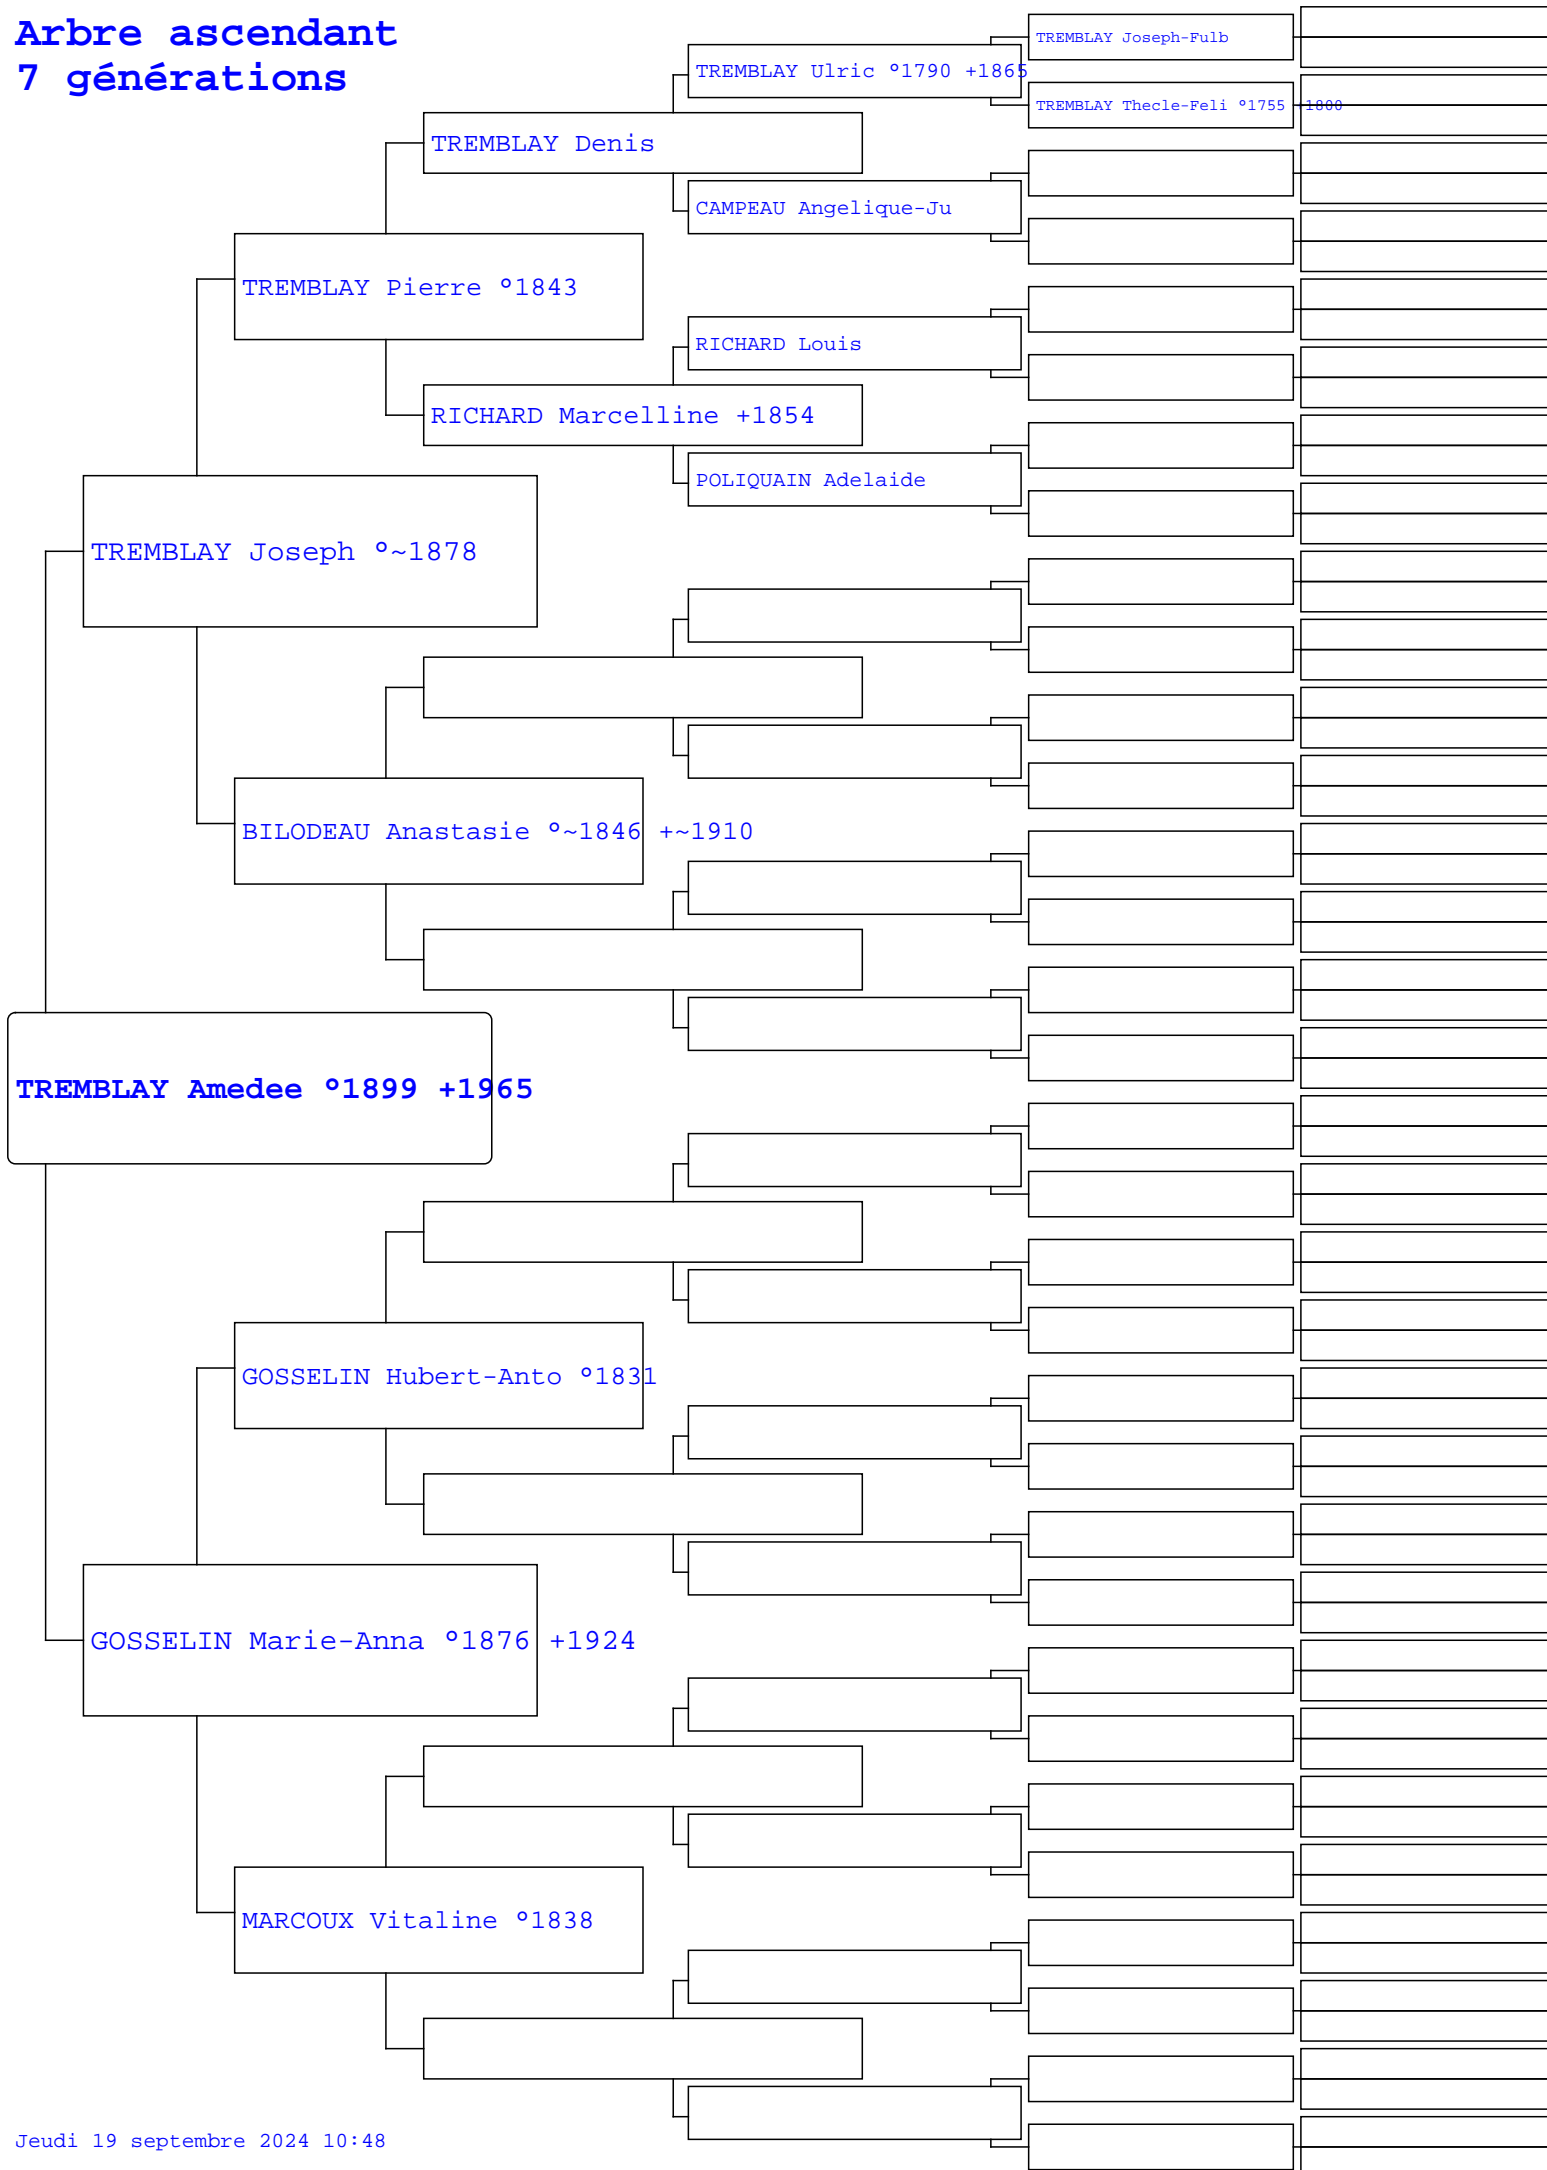 Arbre ascendant
7 générations
TREMBLAY Joseph-Fulb
TREMBLAY Ulric °1790 +1865
TREMBLAY Thecle-Feli °1755 +1800
TREMBLAY Denis
CAMPEAU Angelique-Ju
TREMBLAY Pierre °1843
RICHARD Louis
RICHARD Marcelline +1854
POLIQUAIN Adelaide
TREMBLAY Joseph °~1878
BILODEAU Anastasie °~1846 +~1910
TREMBLAY Amedee °1899 +1965
GOSSELIN Hubert-Anto °1831
GOSSELIN Marie-Anna °1876 +1924
MARCOUX Vitaline °1838
Jeudi 19 septembre 2024 10:48